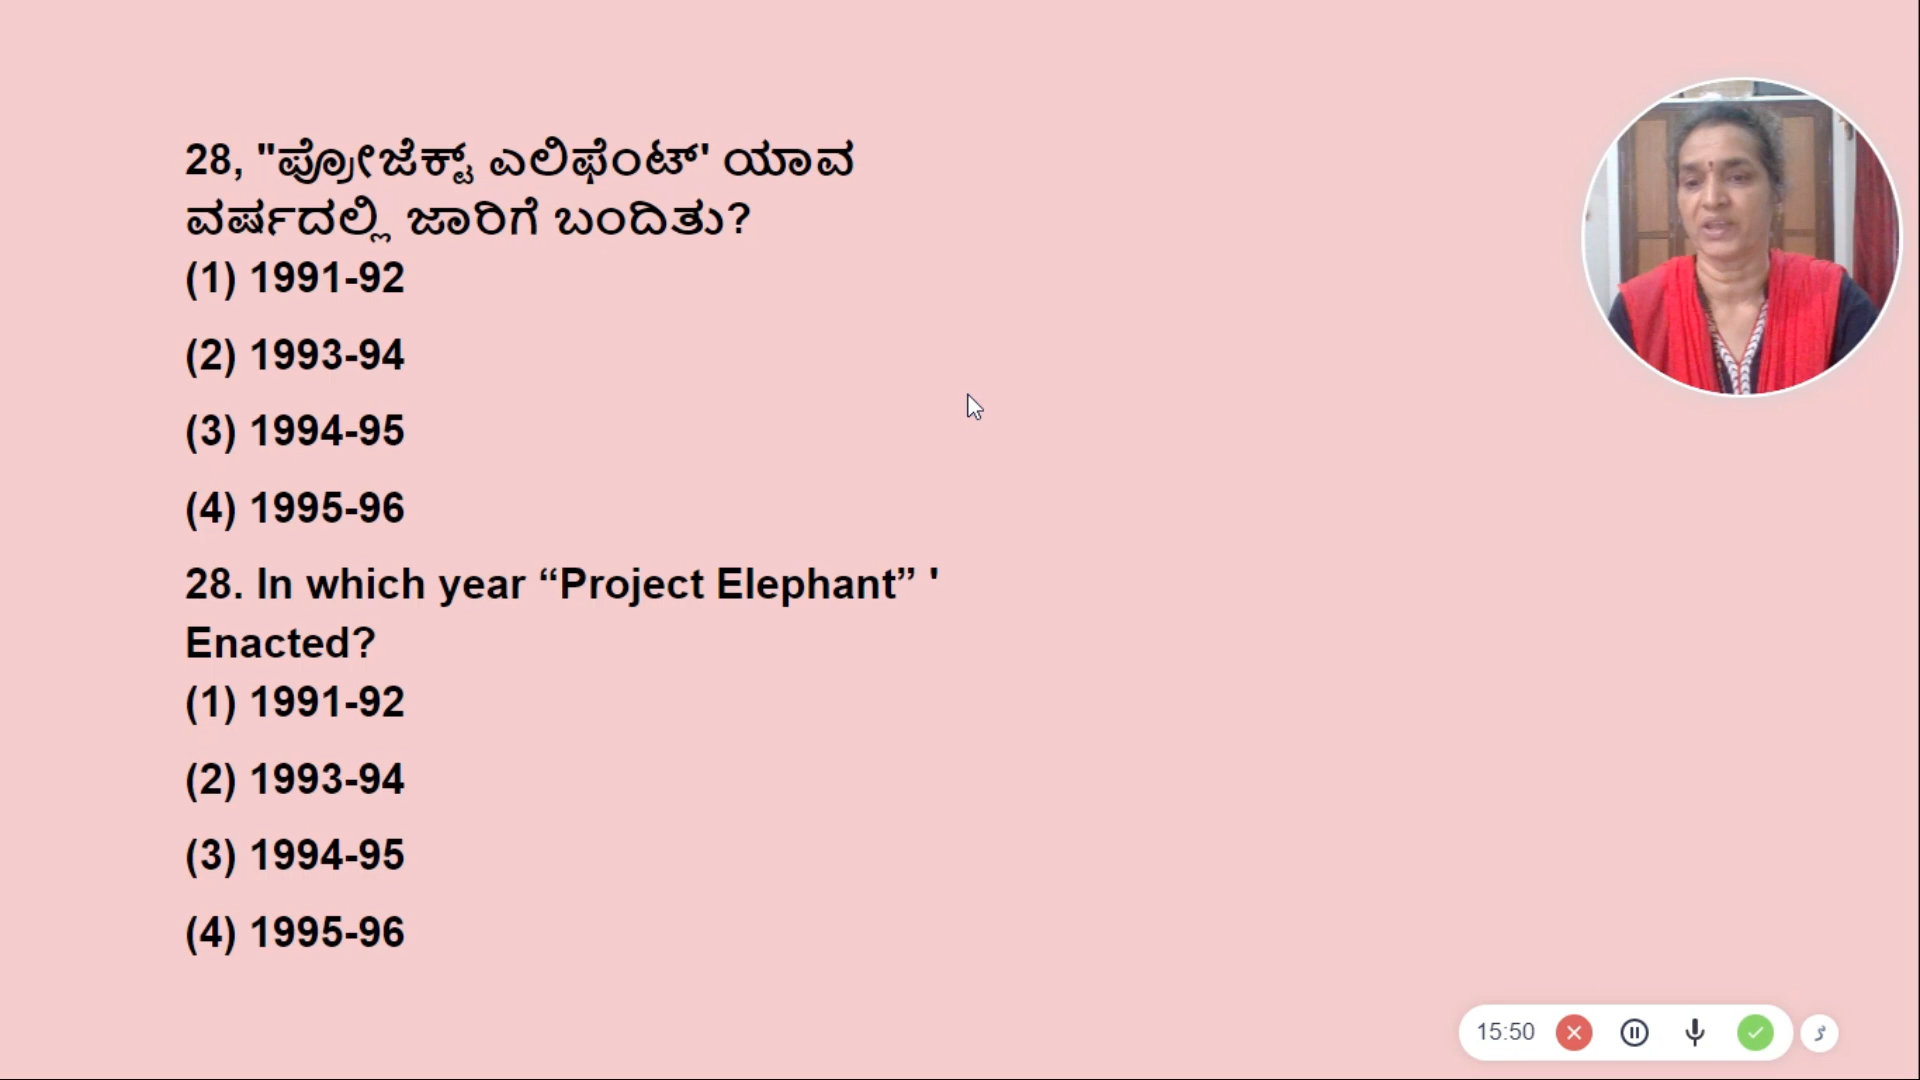 28, "ಪ್ರೋಜೆಕ್ಟ್ ಎಲಿಫೆಂಟ್' ಯಾವ
ವರ್ಷದಲ್ಲಿ ಜಾರಿಗೆ ಬಂದಿತು?
(1) 1991-92
(2) 1993-94
(3) 1994-95
(4) 1995-96
28. In which year “Project Elephant” '
Enacted?
(1) 1991-92
(2) 1993-94
(3) 1994-95
(4) 1995-96
15:50